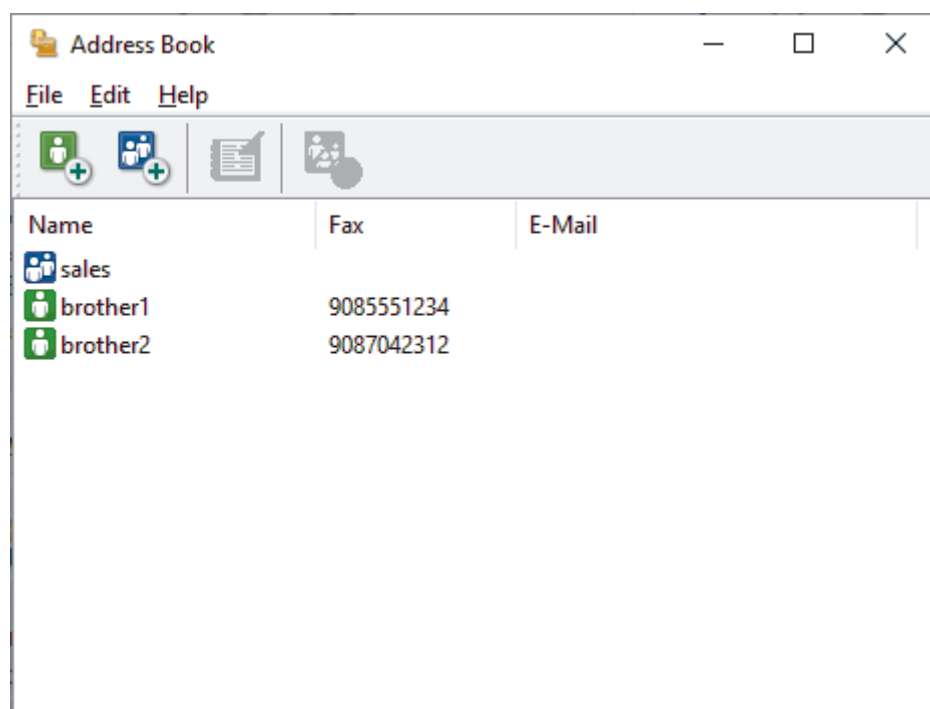 Address Book
File Edit Help
Name Fax E-Mail
sales
brother1 9085551234
brother2 9087042312